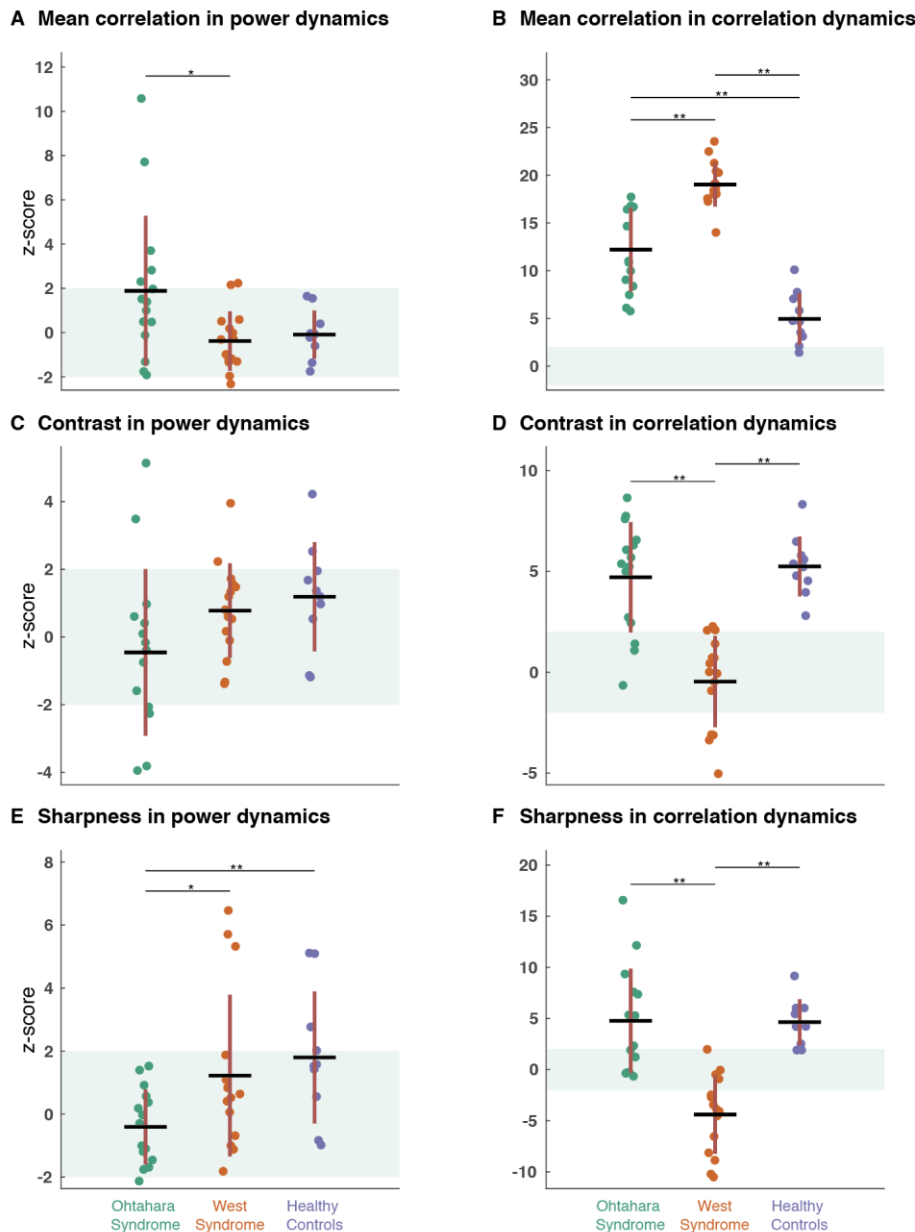 A Mean correlation in power dynamics
B Mean correlation in correlation dynamics
12
10
8
6
4
2
0
-2
z-score
*
30
25
20
15
10
5
0
**
**
**
C Contrast in power dynamics
D Contrast in correlation dynamics
4
2
0
-2
-4
z-score
10
5
0
-5
**
**
E Sharpness in power dynamics
F Sharpness in correlation dynamics
8
6
4
2
0
-2
z-score
**
*
20
15
10
5
0
-5
-10
**
**
Ohtahara
Syndrome
West
Syndrome
Healthy
Controls
Ohtahara
Syndrome
West
Syndrome
Healthy
Controls